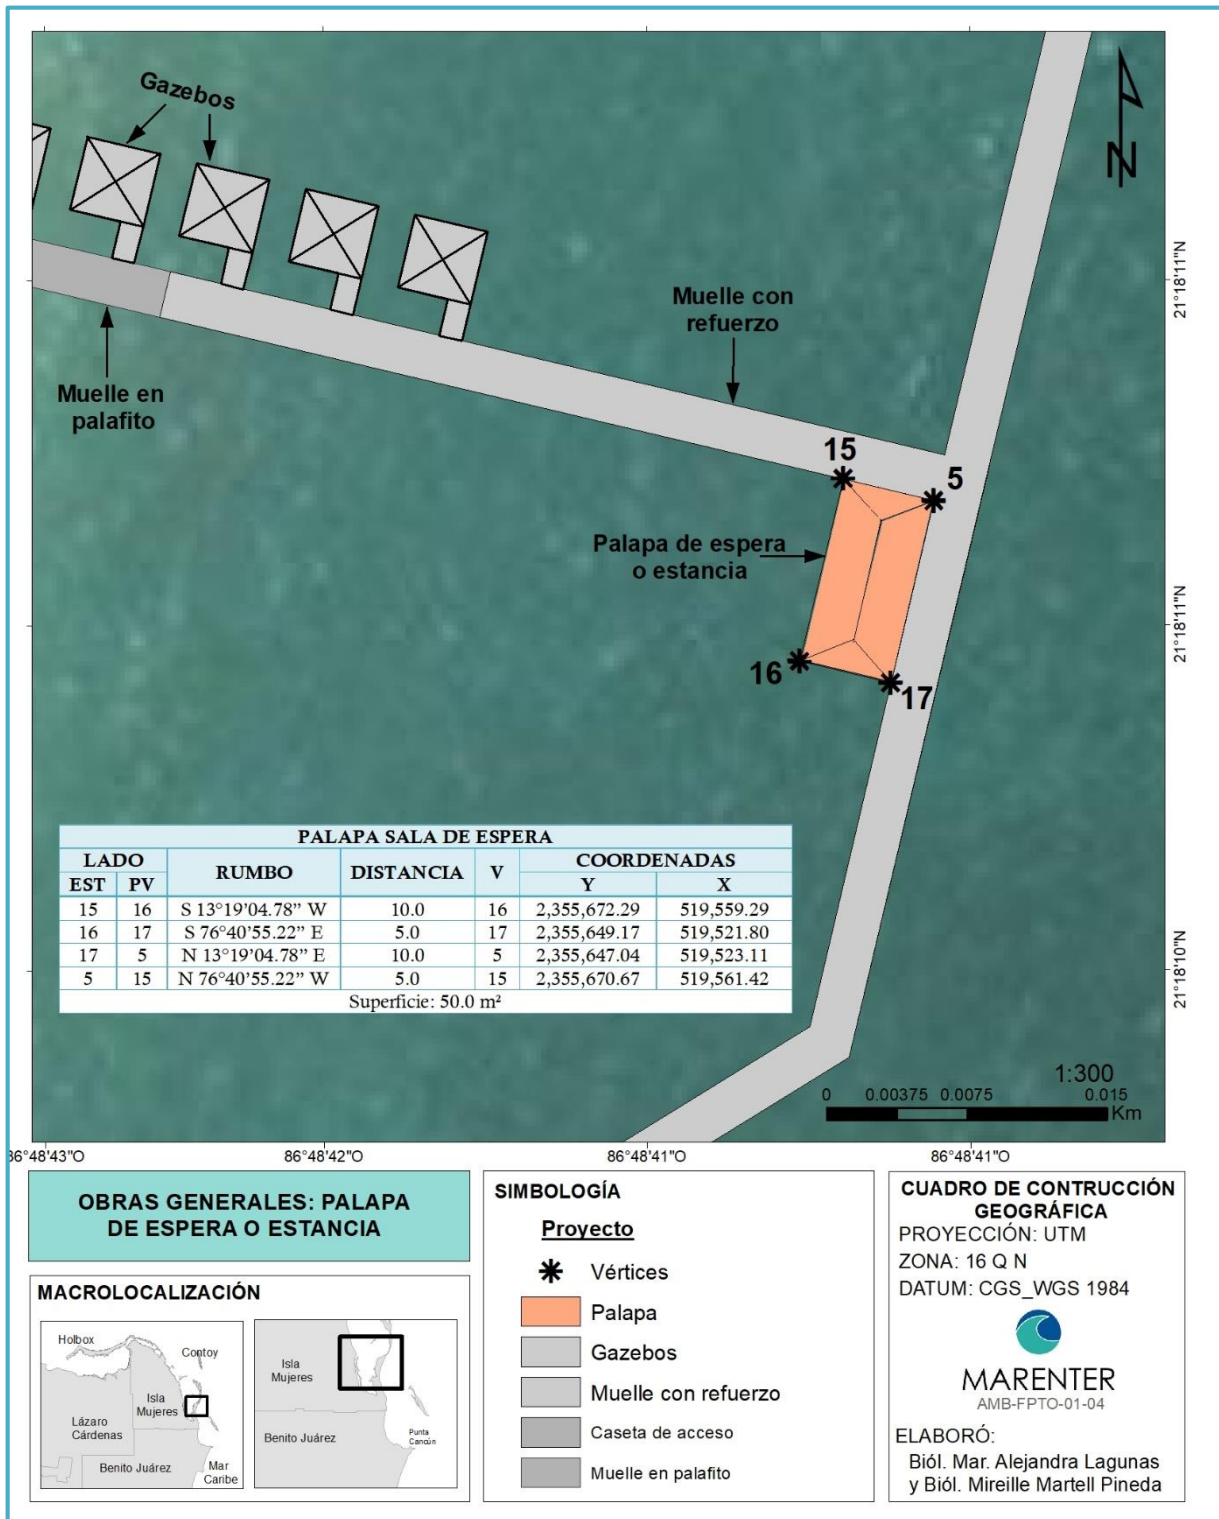 Gazebos
N
Muelle con
refuerzo
Muelle en
palafito
15
5
Palapa de espera
o estancia
16
17
21°18'11"N
21°18'11"N
21°18'10"N
PALAPA SALA DE ESPERA
LADO RUMBO DISTANCIA V COORDENADAS
EST PV Y X
15 16 S 13°19'04.78” W 10.0 16 2,355,672.29 519,559.29
16 17 S 76°40'55.22” E 5.0 17 2,355,649.17 519,521.80
17 5 N 13°19'04.78” E 10.0 5 2,355,647.04 519,523.11
5 15 N 76°40'55.22” W 5.0 15 2,355,670.67 519,561.42
Superficie: 50.0 m²
1:300
0 0.00375 0.0075 0.015
Km
86°48'43"O 86°48'42"O 86°48'41"O 86°48'41"O
OBRAS GENERALES: PALAPA
DE ESPERA O ESTANCIA
MACROLOCALIZACIÓN
Holbox
Contoy
Isla
Mujeres
Lázaro
Cárdenas
Benito Juárez
Mar
Caribe
Isla
Mujeres
Benito Juárez
Punta
Cancún
SIMBOLOGÍA
Proyecto
Vértices
Palapa
Gazebos
Muelle con refuerzo
Caseta de acceso
Muelle en palafito
CUADRO DE CONTRUCCIÓN
GEOGRÁFICA
PROYECCIÓN: UTM
ZONA: 16 Q N
DATUM: CGS_WGS 1984
MARENTER
AMB-FPTO-01-04
ELABORÓ:
Biól. Mar. Alejandra Lagunas
y Biól. Mireille Martell Pineda